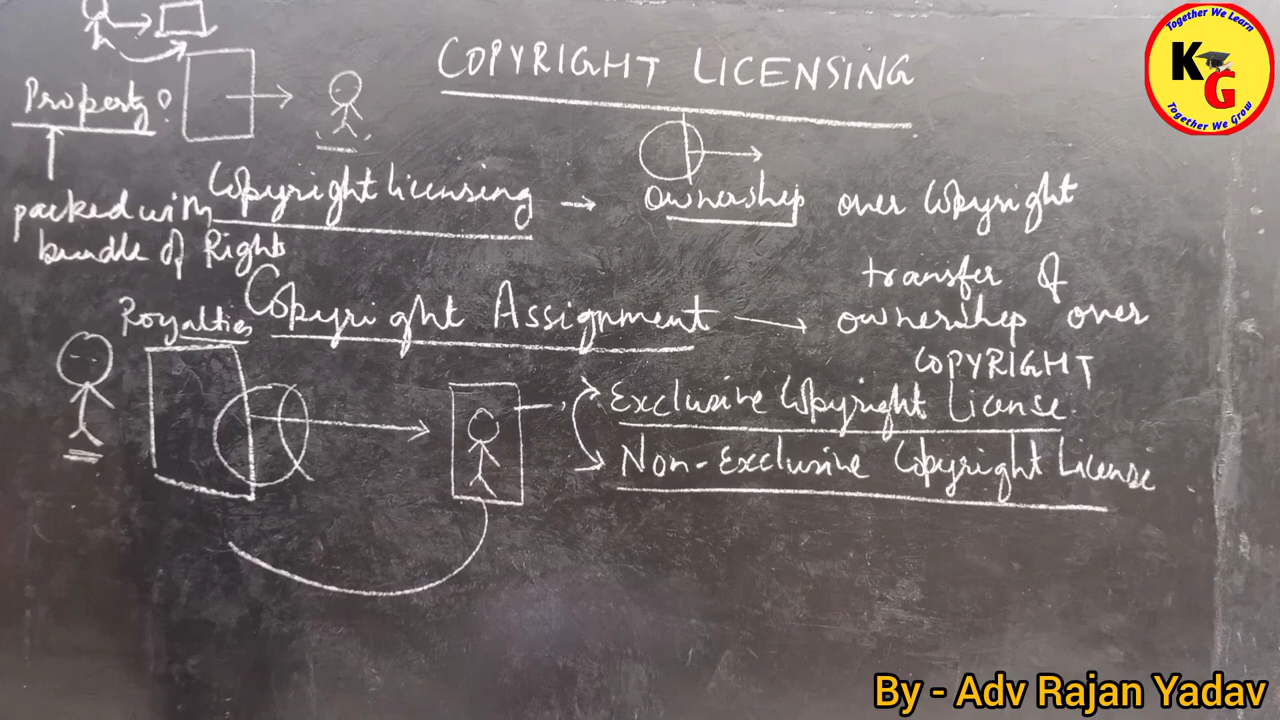 COPYRIGHT LICENSING
Together We Learn
KG
Together We Grow
Property?
packed with
bundle of Rights
Copyright licensing → ownership over Copyright
Royalties
Copyright Assignment → transfer of
ownership over
COPYRIGHT
Exclusive Copyright License
Non-Exclusive Copyright License
By - Adv Rajan Yadav